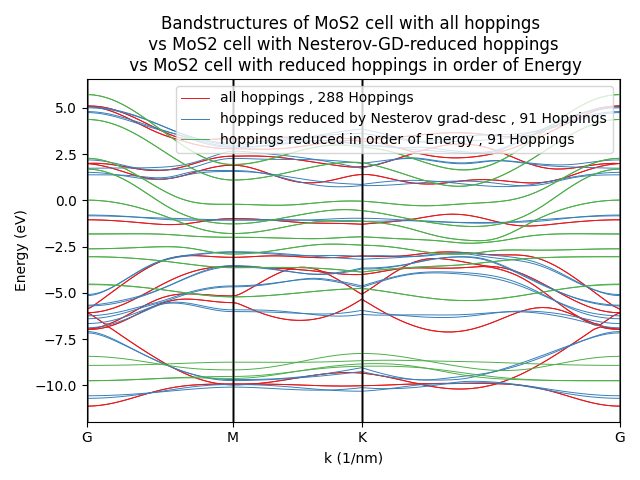 Bandstructures of MoS2 cell with all hoppings
vs MoS2 cell with Nesterov-GD-reduced hoppings
vs MoS2 cell with reduced hoppings in order of Energy
all hoppings , 288 Hoppings
hoppings reduced by Nesterov grad-desc , 91 Hoppings
hoppings reduced in order of Energy , 91 Hoppings
Energy (eV)
5.0
2.5
0.0
−2.5
−5.0
−7.5
−10.0
G M K G
k (1/nm)